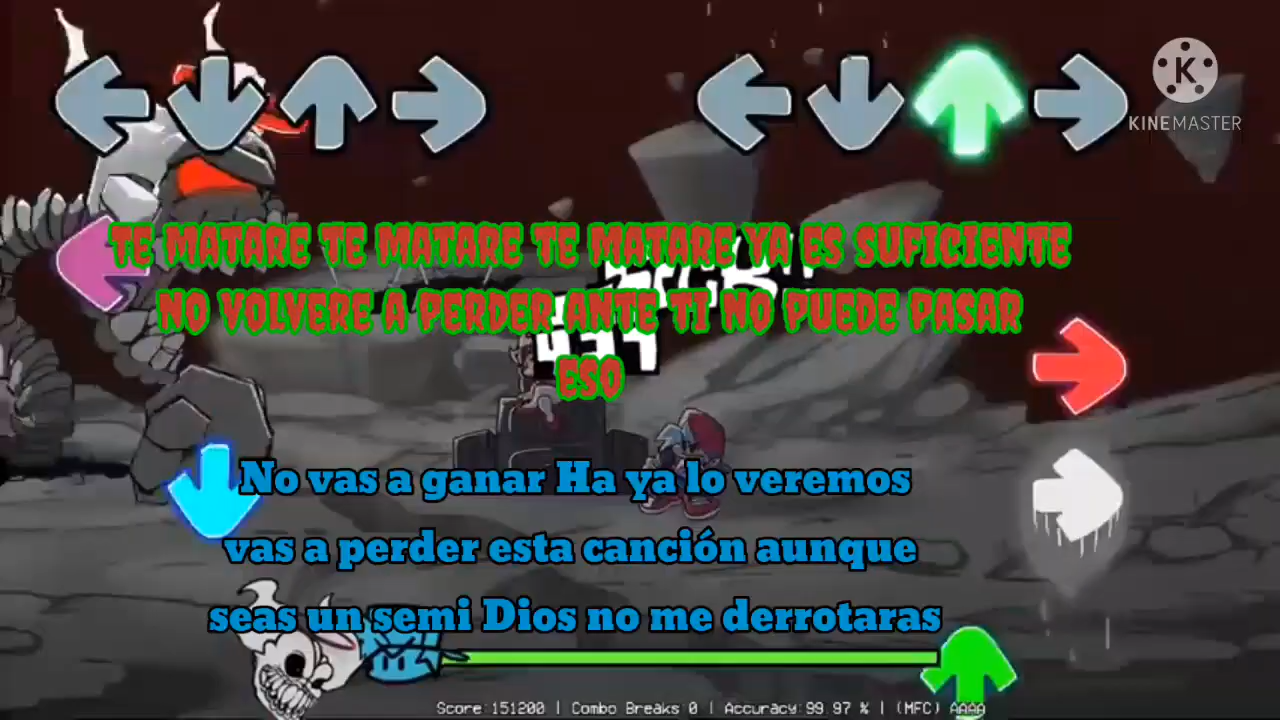 KINEMASTER
TE MATARE TE MATARE TE MATARE YA ES SUFICIENTE
NO VOLVERE A PERDER ANTE TI NO PUEDE PASAR
ESO
No vas a ganar Ha ya lo veremos
vas a perder esta canción aunque
seas un semi Dios no me derrotaras
Score:151200 | Combo Breaks:0 | Accuracy:99.97 % | (MFC) AAAA